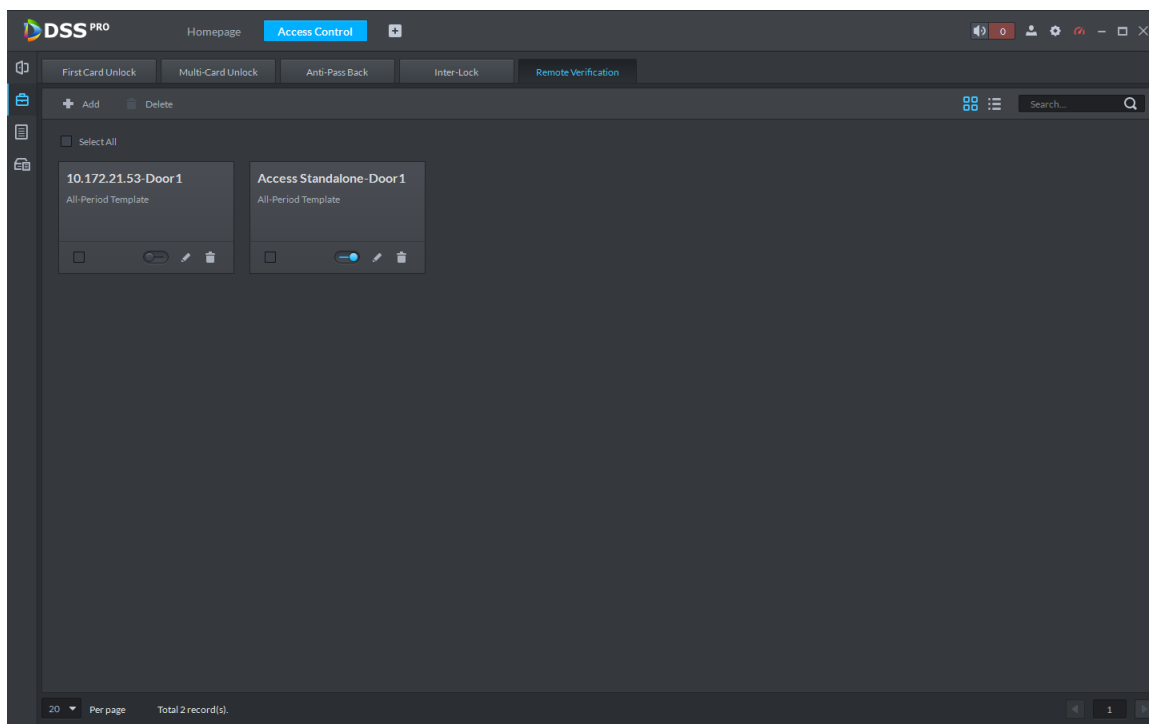 DSS PRO Homepage Access Control 0
First Card Unlock Multi-Card Unlock Anti-Pass Back Inter-Lock Remote Verification
Add Delete Search...
Select All
10.172.21.53-Door1 Access Standalone-Door1
All-Period Template All-Period Template
20 Per page Total 2 record(s). 1